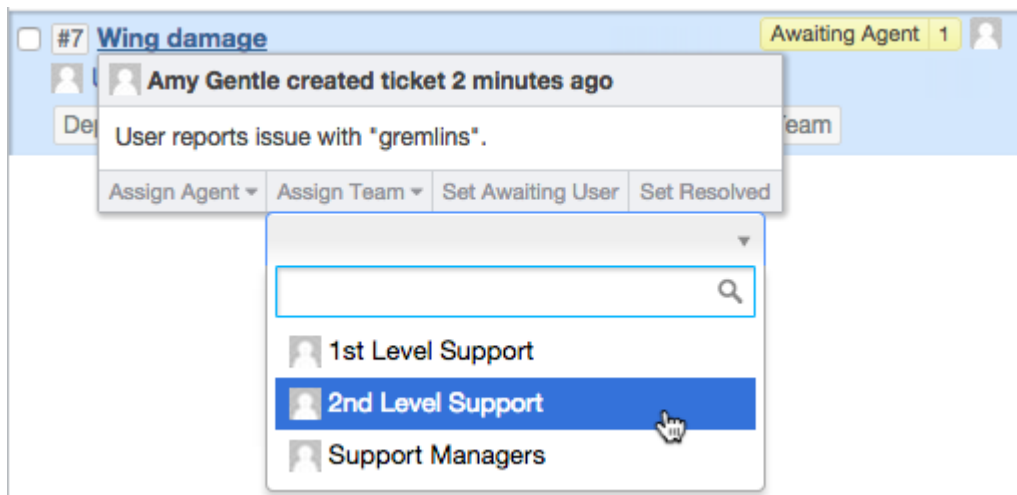 #7 Wing damage Awaiting Agent 1
Amy Gentle created ticket 2 minutes ago
User reports issue with "gremlins".
Assign Agent Assign Team Set Awaiting User Set Resolved
1st Level Support
2nd Level Support
Support Managers